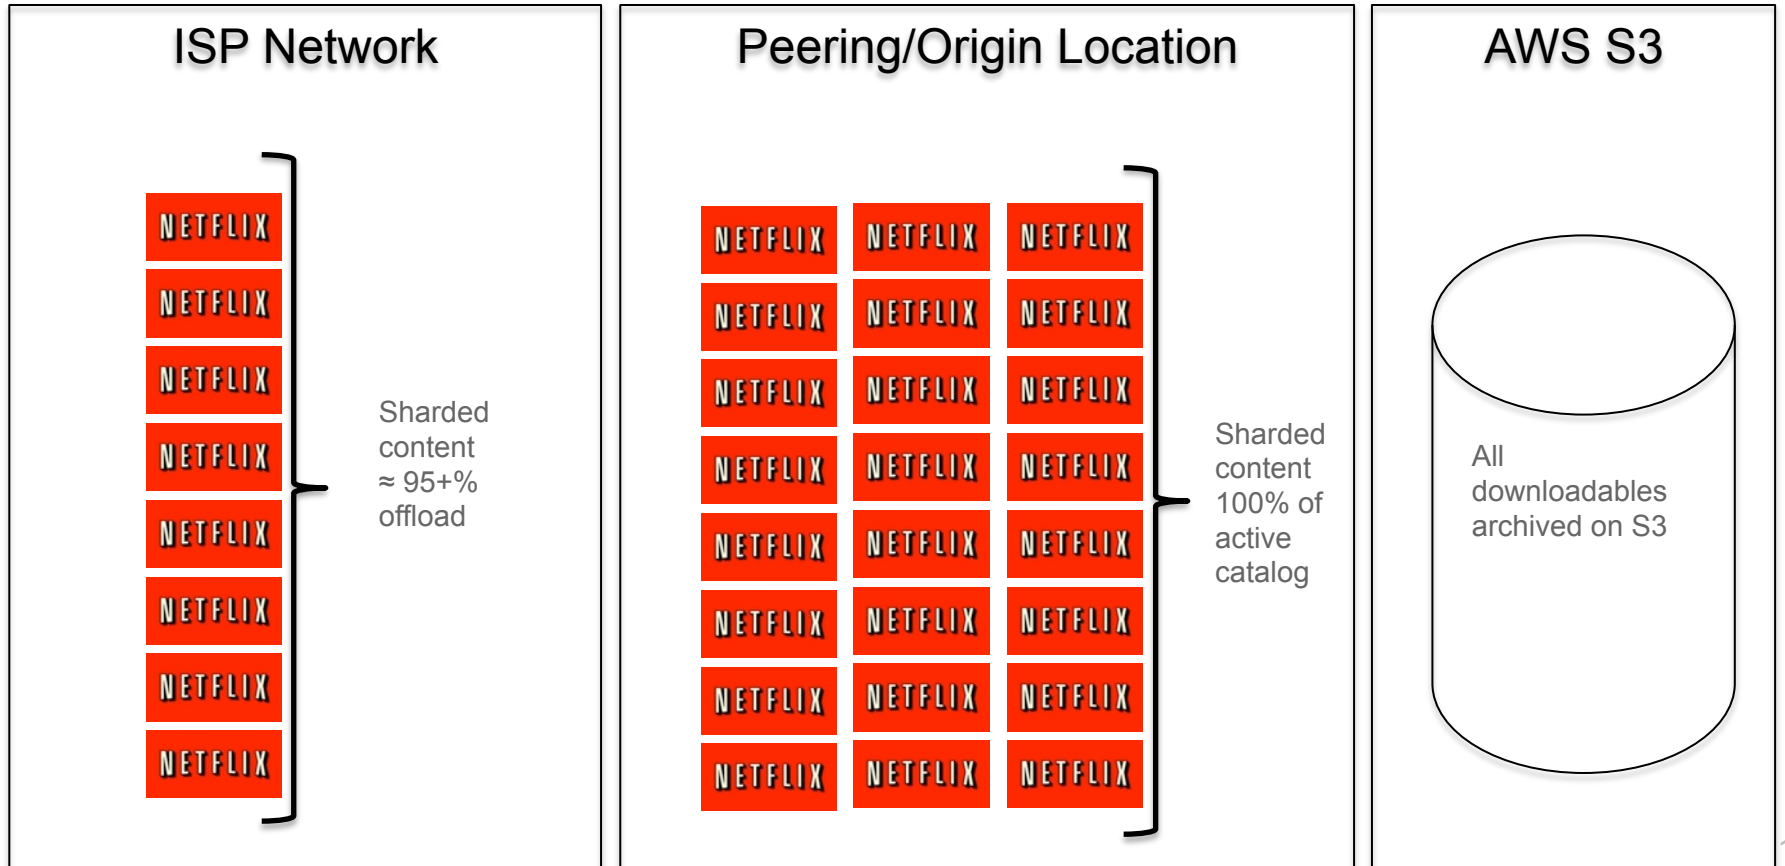 ISP Network
NETFLIX
NETFLIX
NETFLIX
NETFLIX
NETFLIX
NETFLIX
NETFLIX
NETFLIX
Sharded
content
≈ 95+%
offload
Peering/Origin Location
NETFLIX NETFLIX NETFLIX
NETFLIX NETFLIX NETFLIX
NETFLIX NETFLIX NETFLIX
NETFLIX NETFLIX NETFLIX
NETFLIX NETFLIX NETFLIX
NETFLIX NETFLIX NETFLIX
NETFLIX NETFLIX NETFLIX
NETFLIX NETFLIX NETFLIX
Sharded
content
100% of
active
catalog
AWS S3
All
downloadables
archived on S3